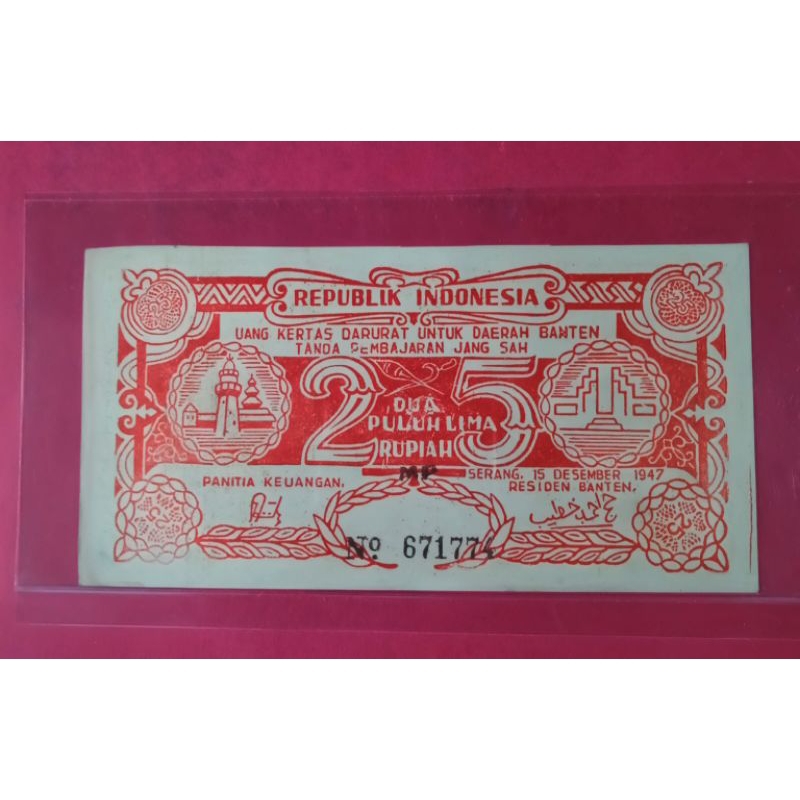 REPUBLIK INDONESIA
UANG KERTAS DARURAT UNTUK DAERAH BANTEN
TANDA PEMBAJARAN JANG SAH
25
DUA
PULUH LIMA
RUPIAH
MP
SERANG, 15 DESEMBER 1947
PANITIA KEUANGAN.
RESIDEN BANTEN.
No 671774